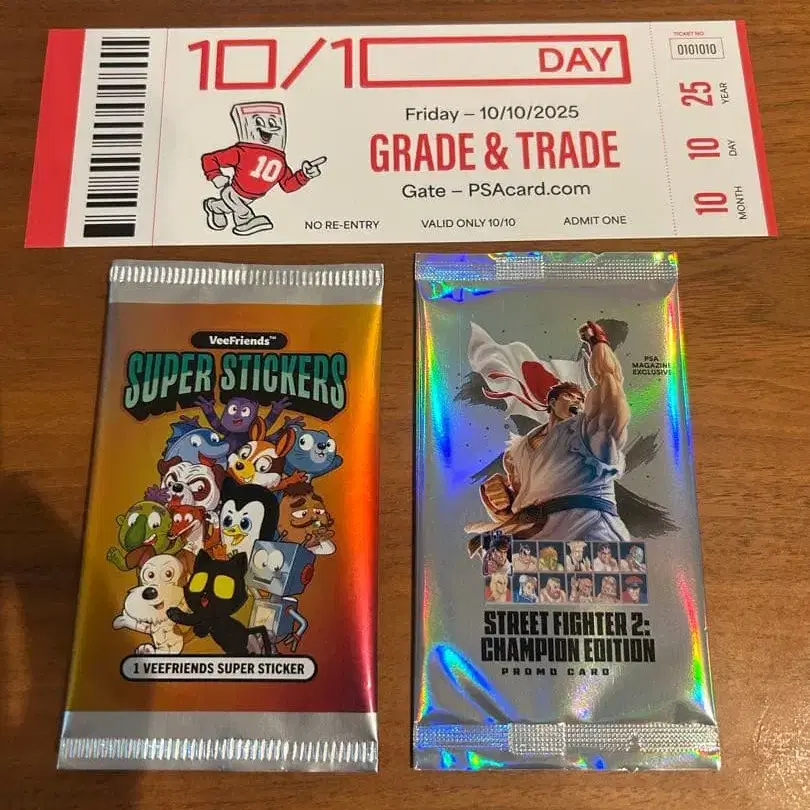 10/10 DAY
Friday – 10/10/2025
GRADE & TRADE
Gate – PSAcard.com
NO RE-ENTRY VALID ONLY 10/10 ADMIT ONE
10
TICKET NO
0101010
10 10 25
MONTH DAY YEAR
VeeFriends™
SUPER STICKERS
1 VEEFRIENDS SUPER STICKER
PSA
MAGAZINE
EXCLUSIVE
STREET FIGHTER 2:
CHAMPION EDITION
PROMO CARD